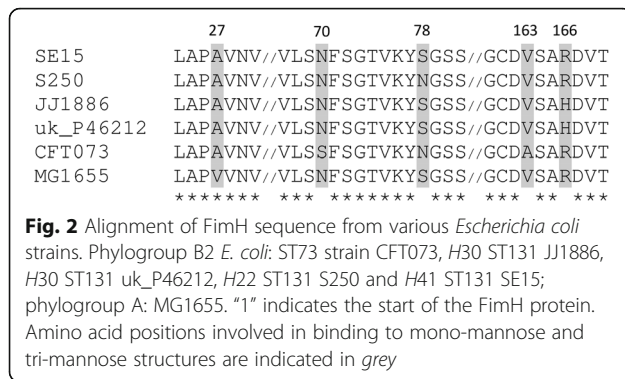 27 70 78 163 166
SE15 LAPAVNV//VLSNFSGTVKYSGSS//GCDVSARDVT
S250 LAPAVNV//VLSNFSGTVKYNGSS//GCDVSARDVT
JJ1886 LAPAVNV//VLSNFSGTVKYNGSS//GCDVSAHDVT
uk_P46212 LAPAVNV//VLSNFSGTVKYNGSS//GCDVSAHDVT
CFT073 LAPAVNV//VLSSFSGTVKYNGSS//GCDASARDVT
MG1655 LAPVVNV//VLSNFSGTVKYSGSS//GCDVSARDVT
******* *** ******* *** *** ** ***
Fig. 2 Alignment of FimH sequence from various Escherichia coli
strains. Phylogroup B2 E. coli: ST73 strain CFT073, H30 ST131 JJ1886,
H30 ST131 uk_P46212, H22 ST131 S250 and H41 ST131 SE15;
phylogroup A: MG1655. "1" indicates the start of the FimH protein.
Amino acid positions involved in binding to mono-mannose and
tri-mannose structures are indicated in grey